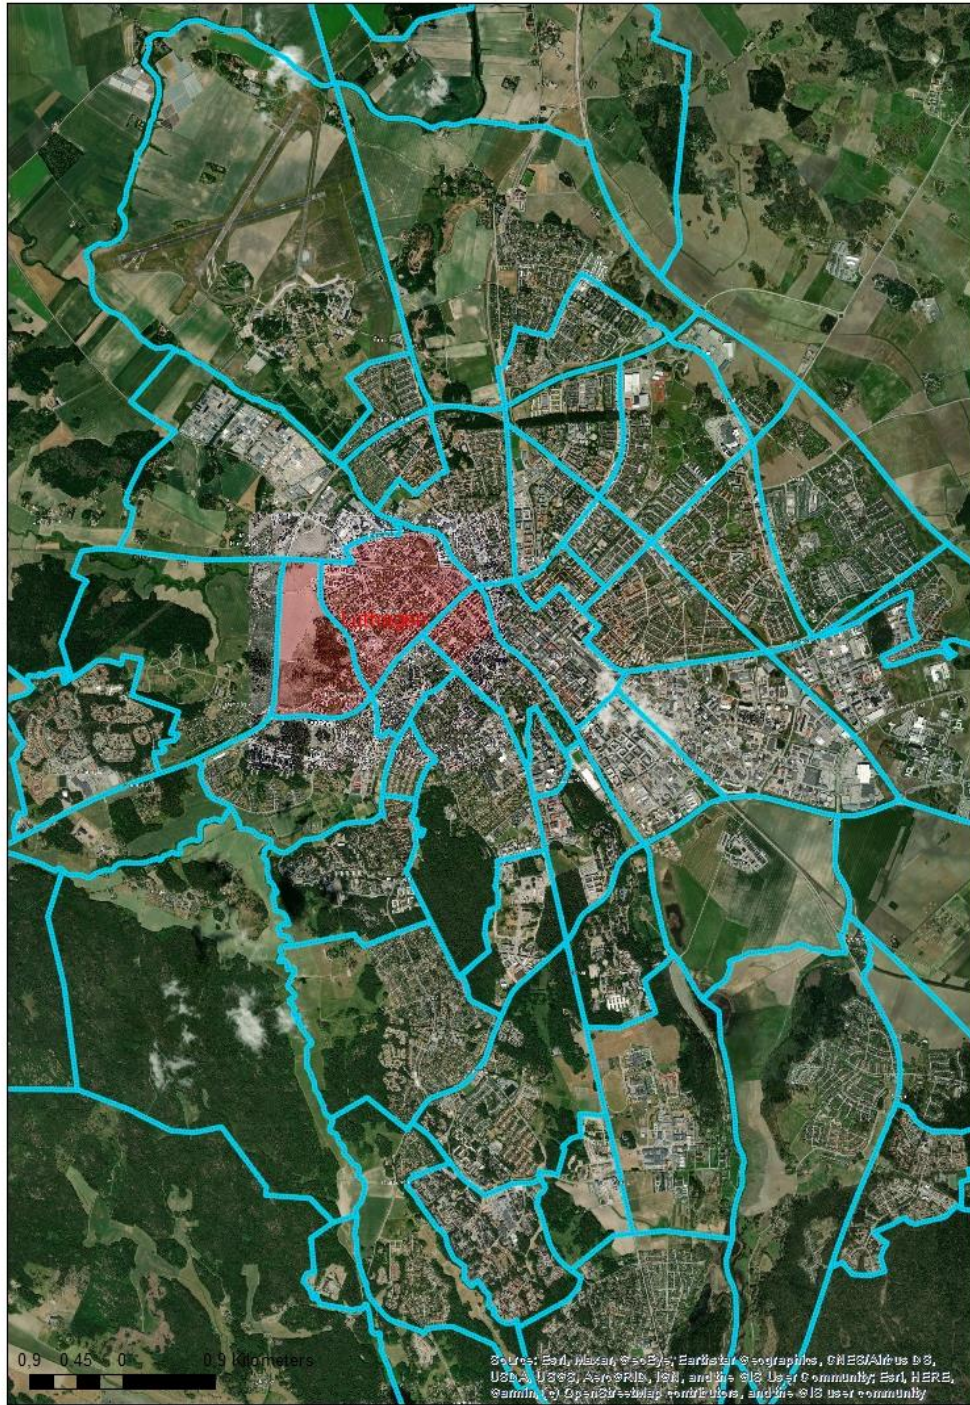 0,9 0,45 0 0,9 Kilometers
Source: Esri, Maxar, GeoEye, Earthstar Geographics, CNES/Airbus DS,
USDA, USGS, AeroGRID, IGN, and the GIS User Community; Esri, HERE,
Garmin, (c) OpenStreetMap contributors, and the GIS user community